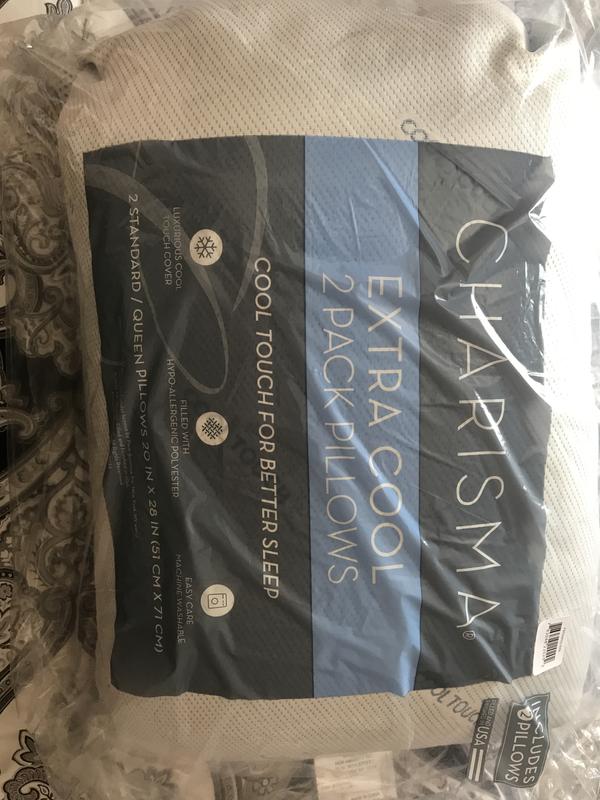 CHARISMA®
EXTRA COOL
2 PACK PILLOWS
COOL TOUCH FOR BETTER SLEEP
LUXURIOUS COOL
TOUCH COVER
FILLED WITH
HYPO-ALLERGENIC POLYESTER
EASY CARE
MACHINE WASHABLE
2 STANDARD / QUEEN PILLOWS 20 IN X 28 IN (51 CM X 71 CM)
INCLUDES
2 PILLOWS
USA